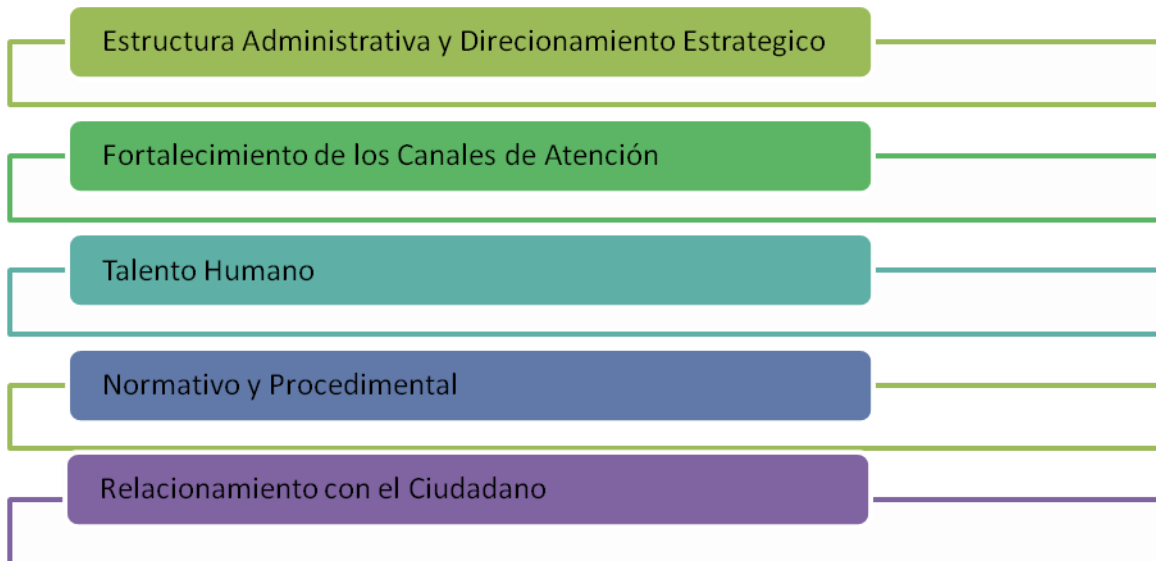 Estructura Administrativa y Direcionamiento Estrategico
Fortalecimiento de los Canales de Atención
Talento Humano
Normativo y Procedimental
Relacionamiento con el Ciudadano